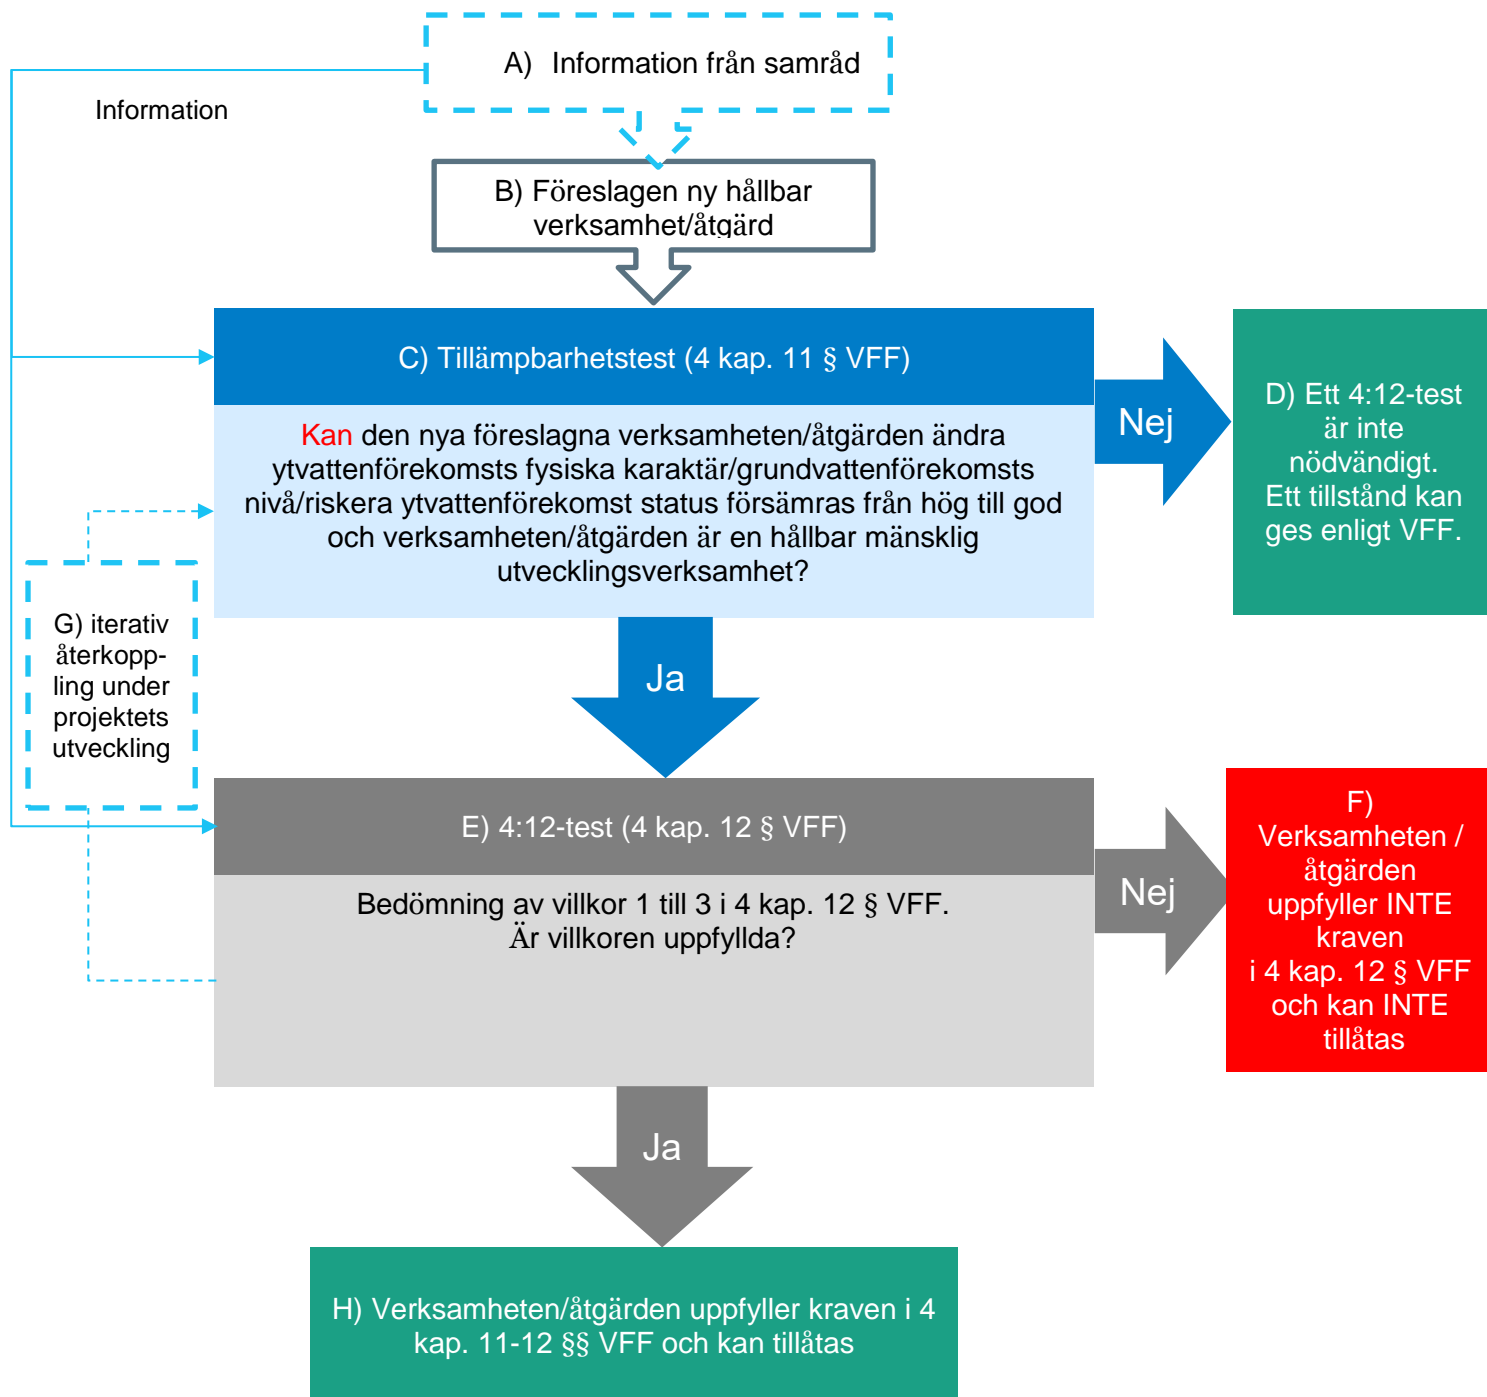 A) Information från samråd
Information
B) Föreslagen ny hållbar
verksamhet/åtgärd
C) Tillämpbarhetstest (4 kap. 11 § VFF)
Kan den nya föreslagna verksamheten/åtgärden ändra
ytvattenförekomsts fysiska karaktär/grundvattenförekomsts
nivå/riskera ytvattenförekomst status försämras från hög till god
och verksamheten/åtgärden är en hållbar mänsklig
utvecklingsverksamhet?
Nej
D) Ett 4:12-test
är inte
nödvändigt.
Ett tillstånd kan
ges enligt VFF.
G) iterativ
återkopp-
ling under
projektets
utveckling
Ja
E) 4:12-test (4 kap. 12 § VFF)
Bedömning av villkor 1 till 3 i 4 kap. 12 § VFF.
Är villkoren uppfyllda?
Nej
F)
Verksamheten /
åtgärden
uppfyller INTE
kraven
i 4 kap. 12 § VFF
och kan INTE
tillåtas
Ja
H) Verksamheten/åtgärden uppfyller kraven i 4
kap. 11-12 §§ VFF och kan tillåtas